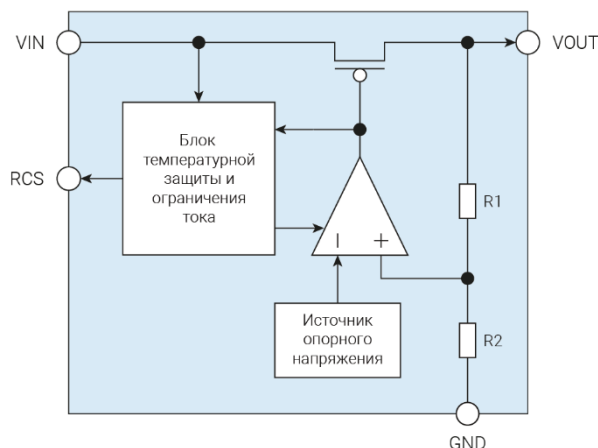 VIN
VOUT
Блок
температурной
защиты и
ограничения
тока
RCS
R1
– +
Источник
опорного
напряжения
R2
GND